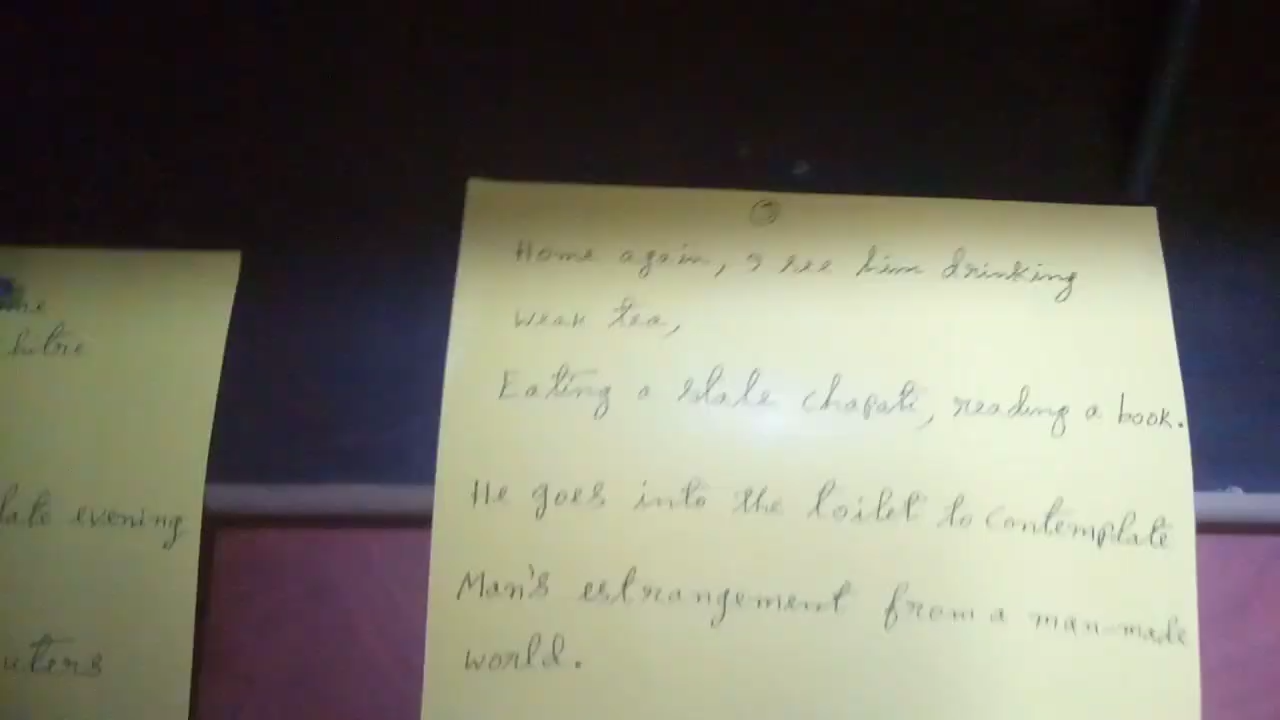 late evening
Home again, I see him drinking
weak tea,
Eating a stale chapati, reading a book.
He goes into the toilet to contemplate
Man's estrangement from a man-made
world.